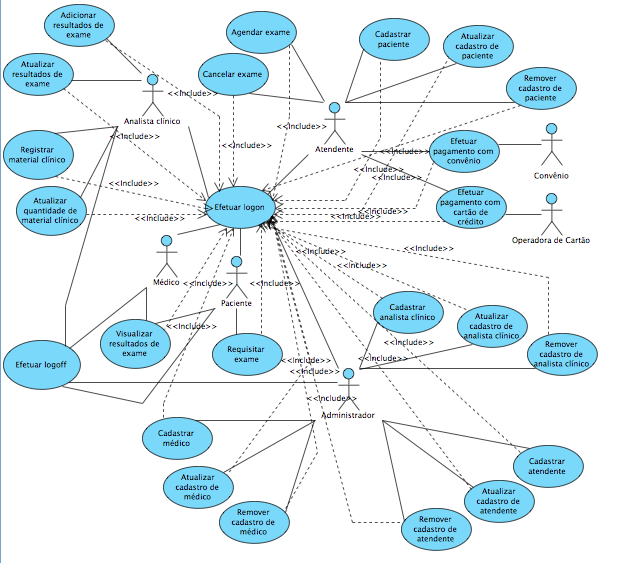 Adicionar
resultados de
exame
Agendar exame
Cadastrar
paciente
Atualizar
cadastro de
paciente
Atualizar
resultados de
exame
Cancelar exame
Remover
cadastro de
paciente
<<Include>>
Analista clínico
<<Include>>
<<Include>>
<<Include>>
Atendente
Registrar
material clínico
Efetuar
pagamento com
convênio
<<Include>>
<<Include>>
<<Include>>
Convênio
<<Include>>
Atualizar
quantidade de
material clínico
Efetuar logon
<<Include>>
<<Include>>
<<Include>>
Efetuar
pagamento com
cartão de
crédito
Operadora de Cartão
<<Include>>
<<Include>>
<<Include>>
Médico
Paciente
Cadastrar
analista clínico
Atualizar
cadastro de
analista clínico
Remover
cadastro de
analista clínico
Visualizar
resultados de
exame
<<Include>>
Requisitar
exame
<<Include>>
Efetuar logoff
<<Include>>
<<Include>>
<<Include>>
<<Include>>
Administrador
Cadastrar
médico
Atualizar
cadastro de
médico
Remover
cadastro de
médico
Cadastrar
atendente
Atualizar
cadastro de
atendente
Remover
cadastro de
atendente